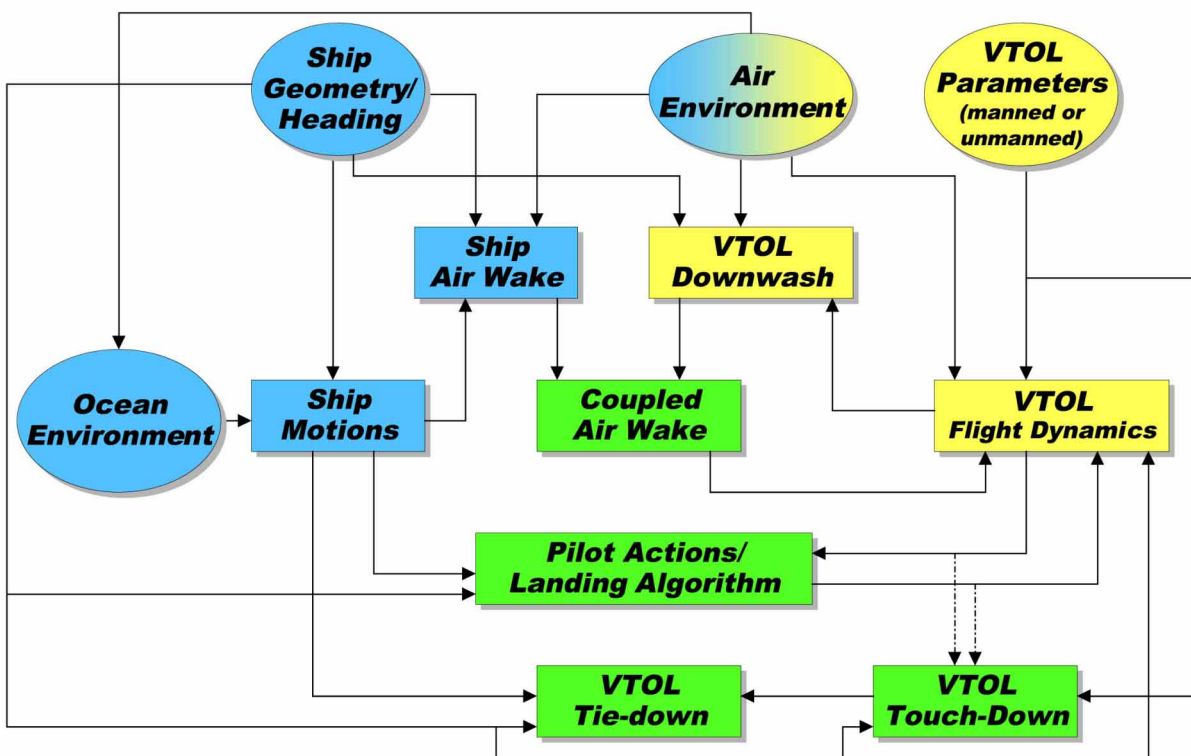 Ship
Geometry/
Heading
Air
Environment
VTOL
Parameters
(manned or
unmanned)
Ship
Air Wake
VTOL
Downwash
Ocean
Environment
Ship
Motions
Coupled
Air Wake
VTOL
Flight Dynamics
Pilot Actions/
Landing Algorithm
VTOL
Tie-down
VTOL
Touch-Down